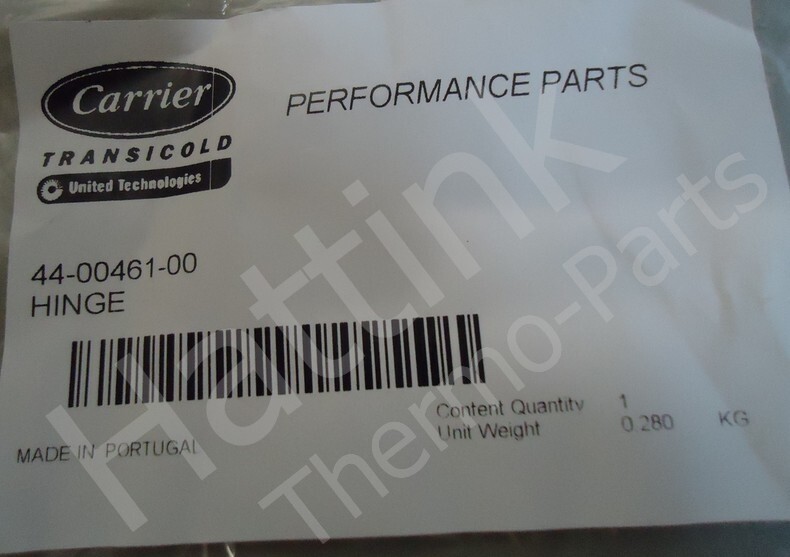 Carrier
TRANSICOLD
United Technologies
PERFORMANCE PARTS
44-00461-00
HINGE
Content Quantity 1
Unit Weight 0.280 KG
MADE IN PORTUGAL
Hattink
Thermo-Parts